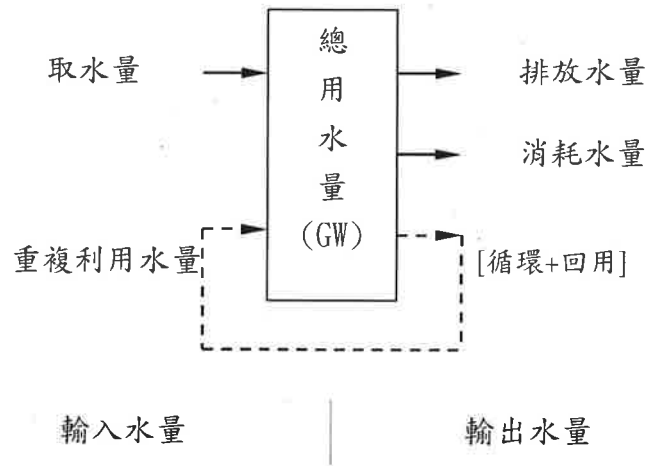 取水量
重複利用水量
總用水量(GW)
排放水量
消耗水量
[循環+回用]
輸入水量
輸出水量